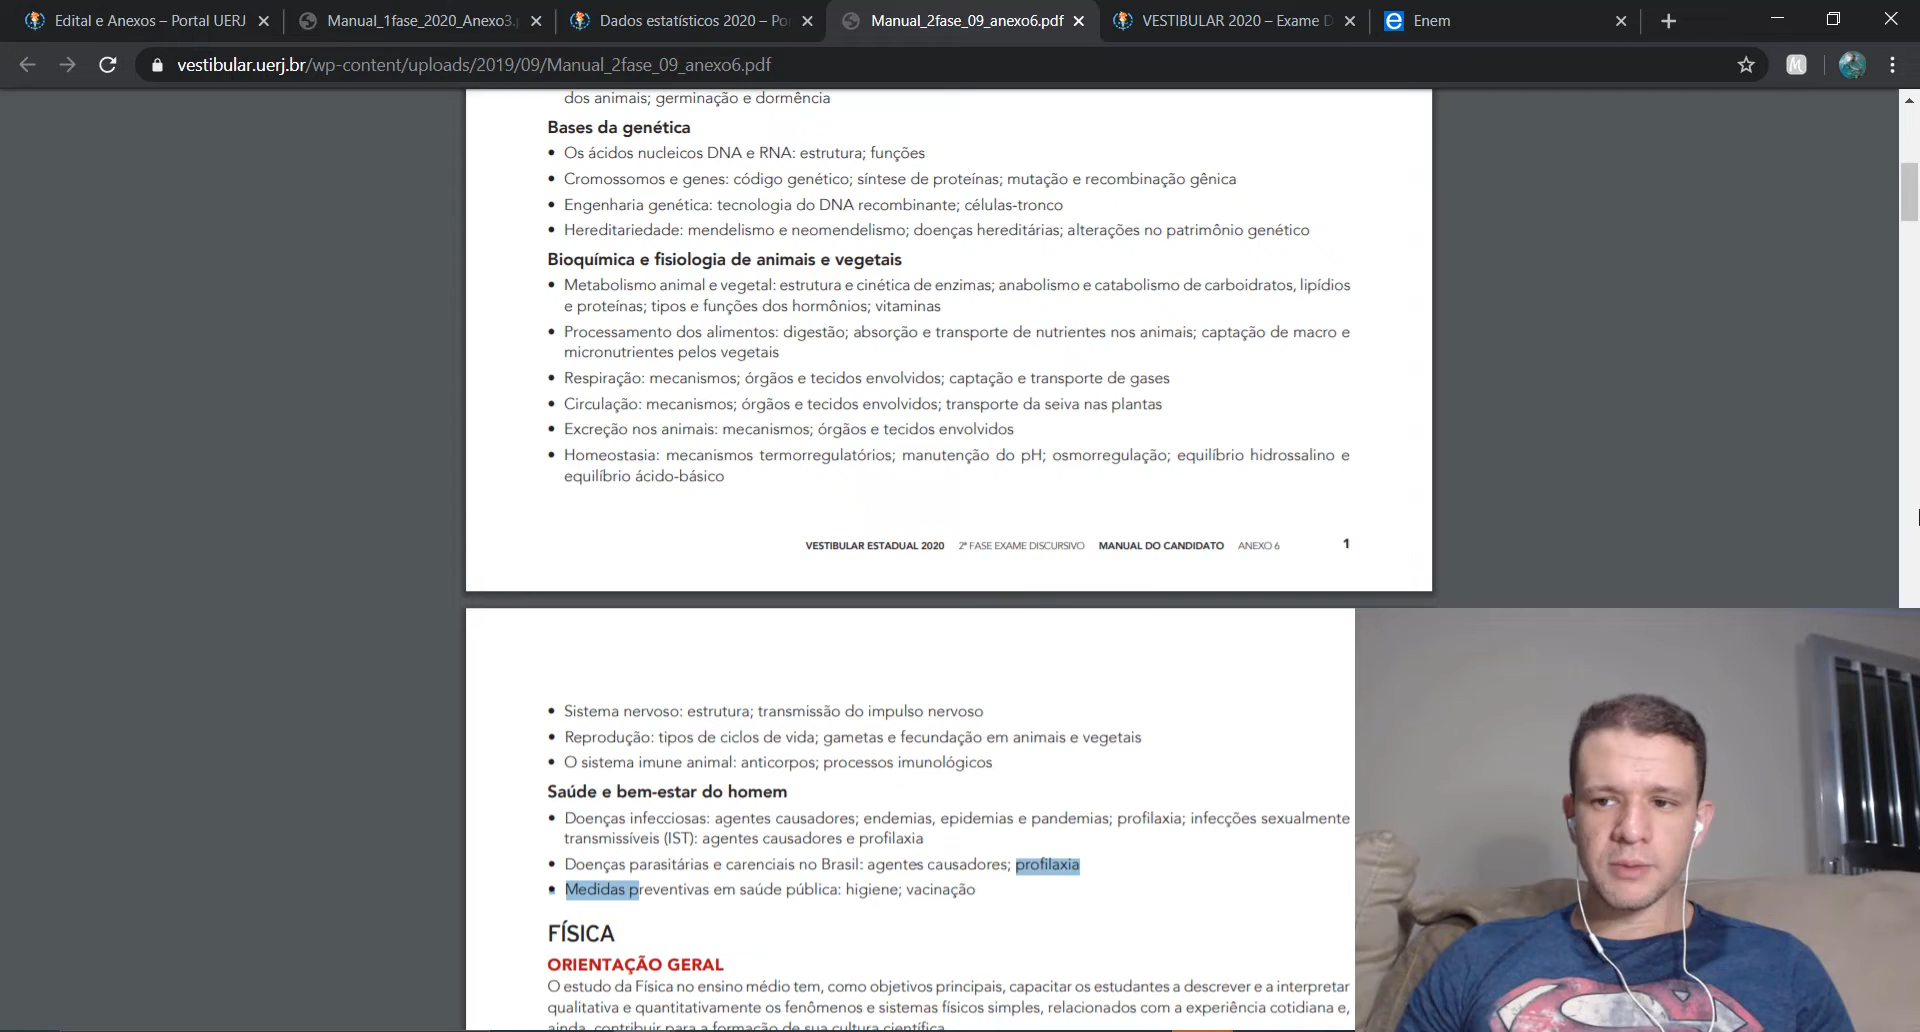 Edital e Anexos – Portal UERJ
Manual_1fase_2020_Anexo3.
Dados estatísticos 2020 – Po
Manual_2fase_09_anexo6.pdf
VESTIBULAR 2020 – Exame D
Enem
vestibular.uerj.br/wp-content/uploads/2019/09/Manual_2fase_09_anexo6.pdf
dos animais; germinação e dormência
Bases da genética
• Os ácidos nucleicos DNA e RNA: estrutura; funções
• Cromossomos e genes: código genético; síntese de proteínas; mutação e recombinação gênica
• Engenharia genética: tecnologia do DNA recombinante; células-tronco
• Hereditariedade: mendelismo e neomendelismo; doenças hereditárias; alterações no patrimônio genético
Bioquímica e fisiologia de animais e vegetais
• Metabolismo animal e vegetal: estrutura e cinética de enzimas; anabolismo e catabolismo de carboidratos, lipídios
e proteínas; tipos e funções dos hormônios; vitaminas
• Processamento dos alimentos: digestão; absorção e transporte de nutrientes nos animais; captação de macro e
micronutrientes pelos vegetais
• Respiração: mecanismos; órgãos e tecidos envolvidos; captação e transporte de gases
• Circulação: mecanismos; órgãos e tecidos envolvidos; transporte da seiva nas plantas
• Excreção nos animais: mecanismos; órgãos e tecidos envolvidos
• Homeostasia: mecanismos termorregulatórios; manutenção do pH; osmorregulação; equilíbrio hidrossalino e
equilíbrio ácido-básico
VESTIBULAR ESTADUAL 2020 2ª FASE EXAME DISCURSIVO MANUAL DO CANDIDATO ANEXO 6 1
• Sistema nervoso: estrutura; transmissão do impulso nervoso
• Reprodução: tipos de ciclos de vida; gametas e fecundação em animais e vegetais
• O sistema imune animal: anticorpos; processos imunológicos
Saúde e bem-estar do homem
• Doenças infecciosas: agentes causadores; endemias, epidemias e pandemias; profilaxia; infecções sexualmente
transmissíveis (IST): agentes causadores e profilaxia
• Doenças parasitárias e carenciais no Brasil: agentes causadores; profilaxia
• Medidas preventivas em saúde pública: higiene; vacinação
FÍSICA
ORIENTAÇÃO GERAL
O estudo da Física no ensino médio tem, como objetivos principais, capacitar os estudantes a descrever e a interpretar
qualitativa e quantitativamente os fenômenos e sistemas físicos simples, relacionados com a experiência cotidiana e,
ainda, contribuir para a formação de sua cultura científica.